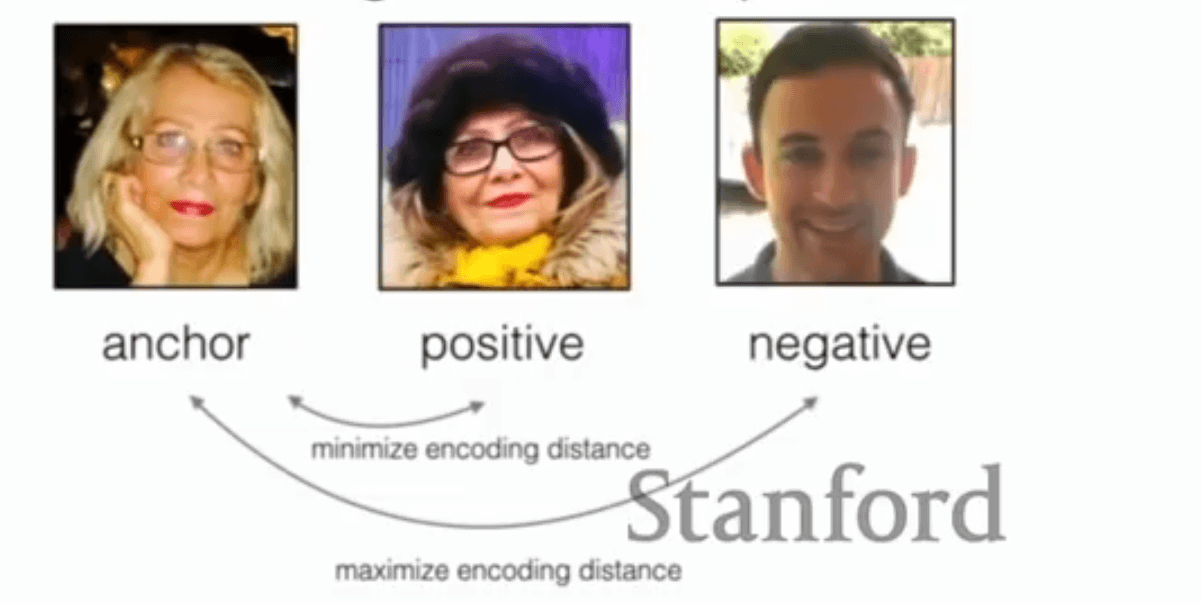 anchor
positive
negative
minimize encoding distance
Stanford
maximize encoding distance